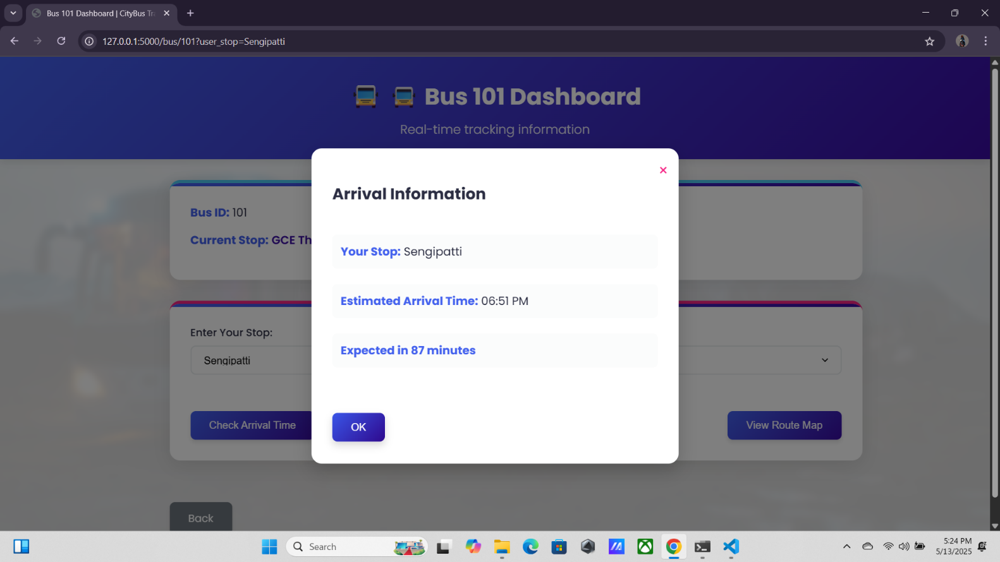 Bus 101 Dashboard | CityBus Tra
127.0.0.1:5000/bus/101?user_stop=Sengipatti
Bus 101 Dashboard
Real-time tracking information
Arrival Information
Bus ID: 101
Current Stop: GCE Th
Your Stop: Sengipatti
Estimated Arrival Time: 06:51 PM
Enter Your Stop:
Sengipatti
Expected in 87 minutes
Check Arrival Time
OK
View Route Map
Back
Search
5:24 PM
5/13/2025